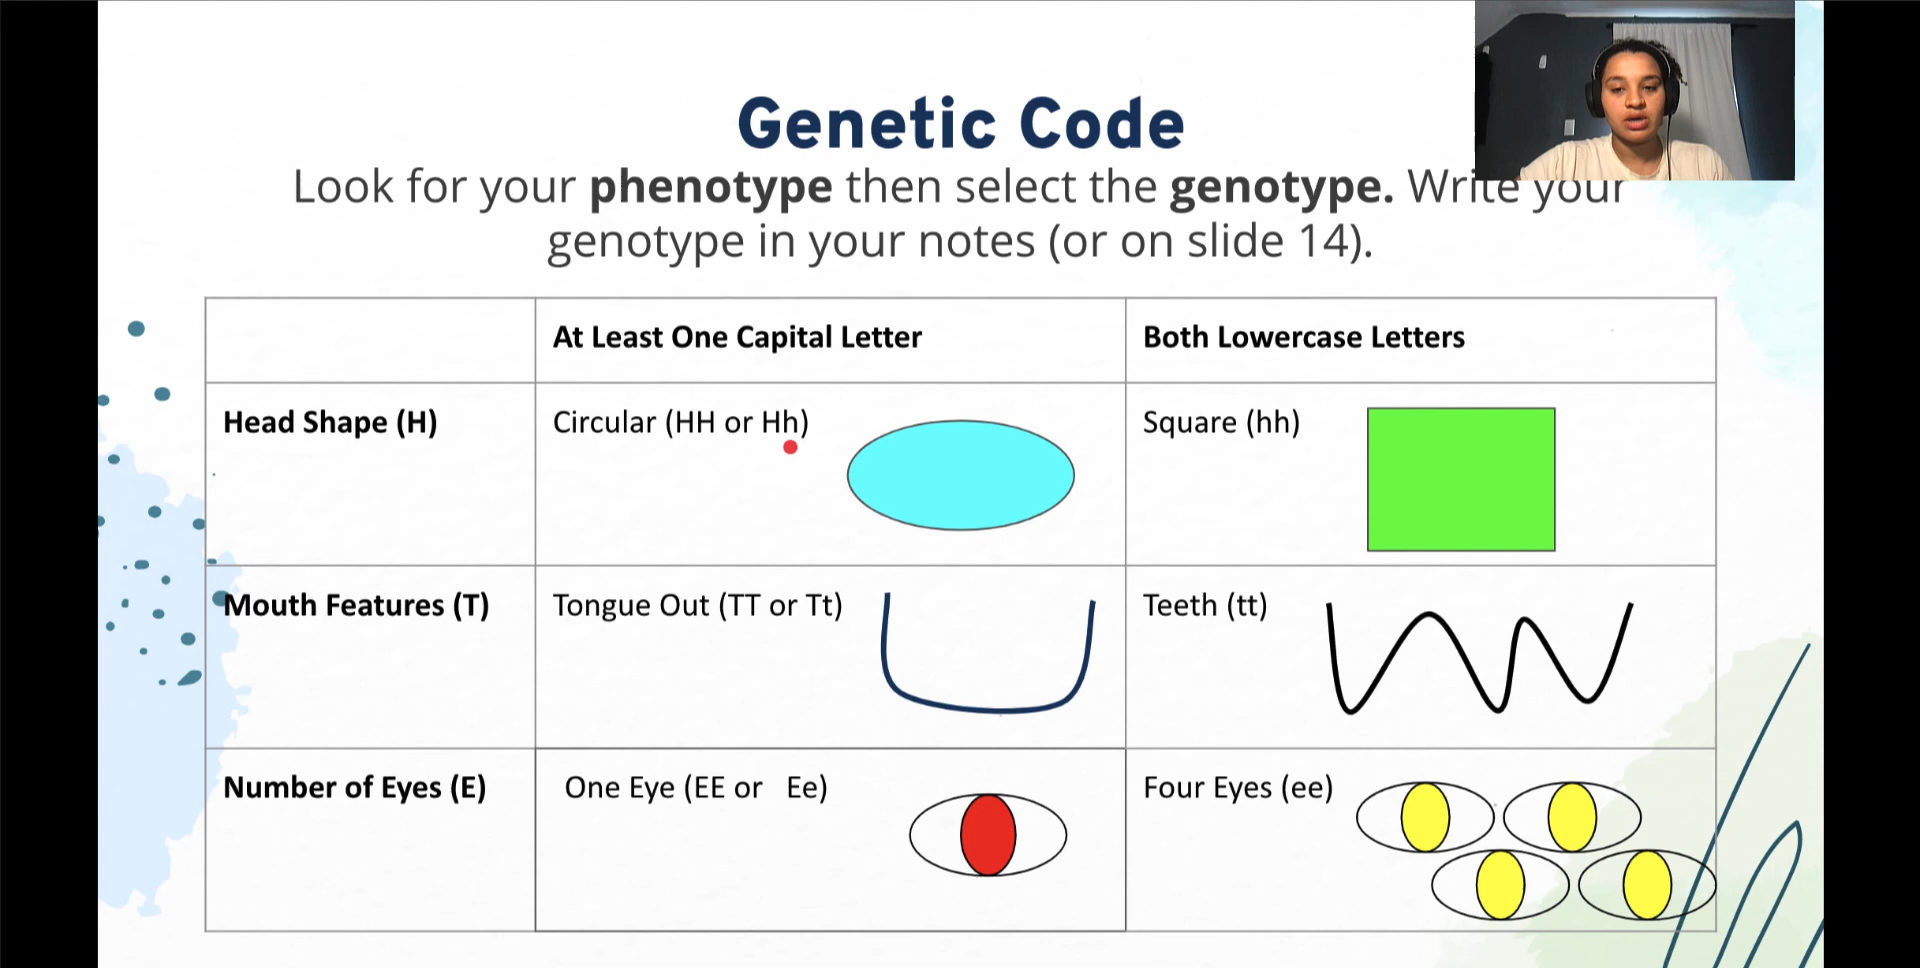 Genetic Code
Look for your phenotype then select the genotype. Write your
genotype in your notes (or on slide 14).
At Least One Capital Letter
Both Lowercase Letters
Head Shape (H)
Circular (HH or Hh)
Square (hh)
Mouth Features (T)
Tongue Out (TT or Tt)
Teeth (tt)
Number of Eyes (E)
One Eye (EE or Ee)
Four Eyes (ee)